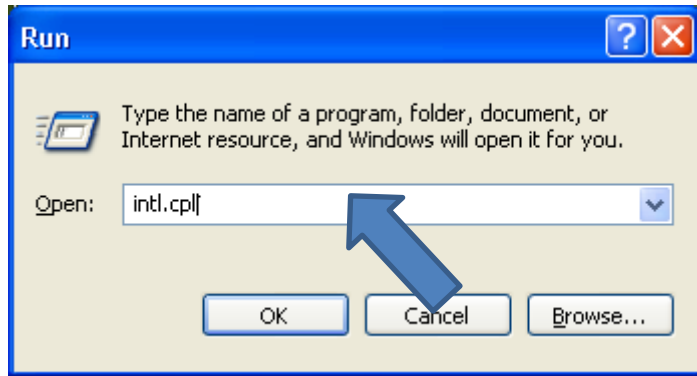 Run
Type the name of a program, folder, document, or
Internet resource, and Windows will open it for you.
Open: intl.cpl
OK Cancel Browse...